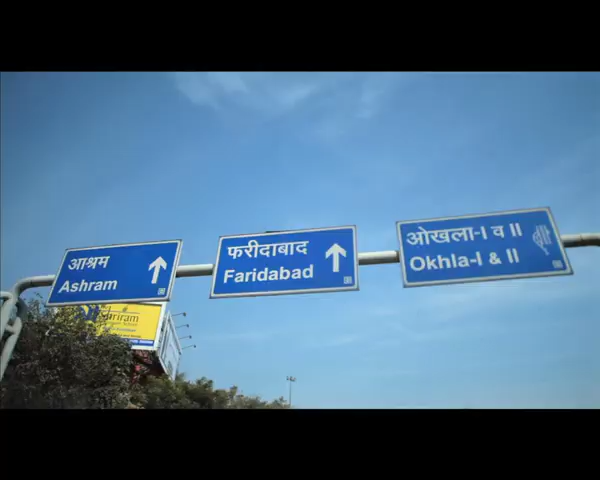 आश्रम
Ashram
फरीदाबाद
Faridabad
ओखला-I व II
Okhla-I & II